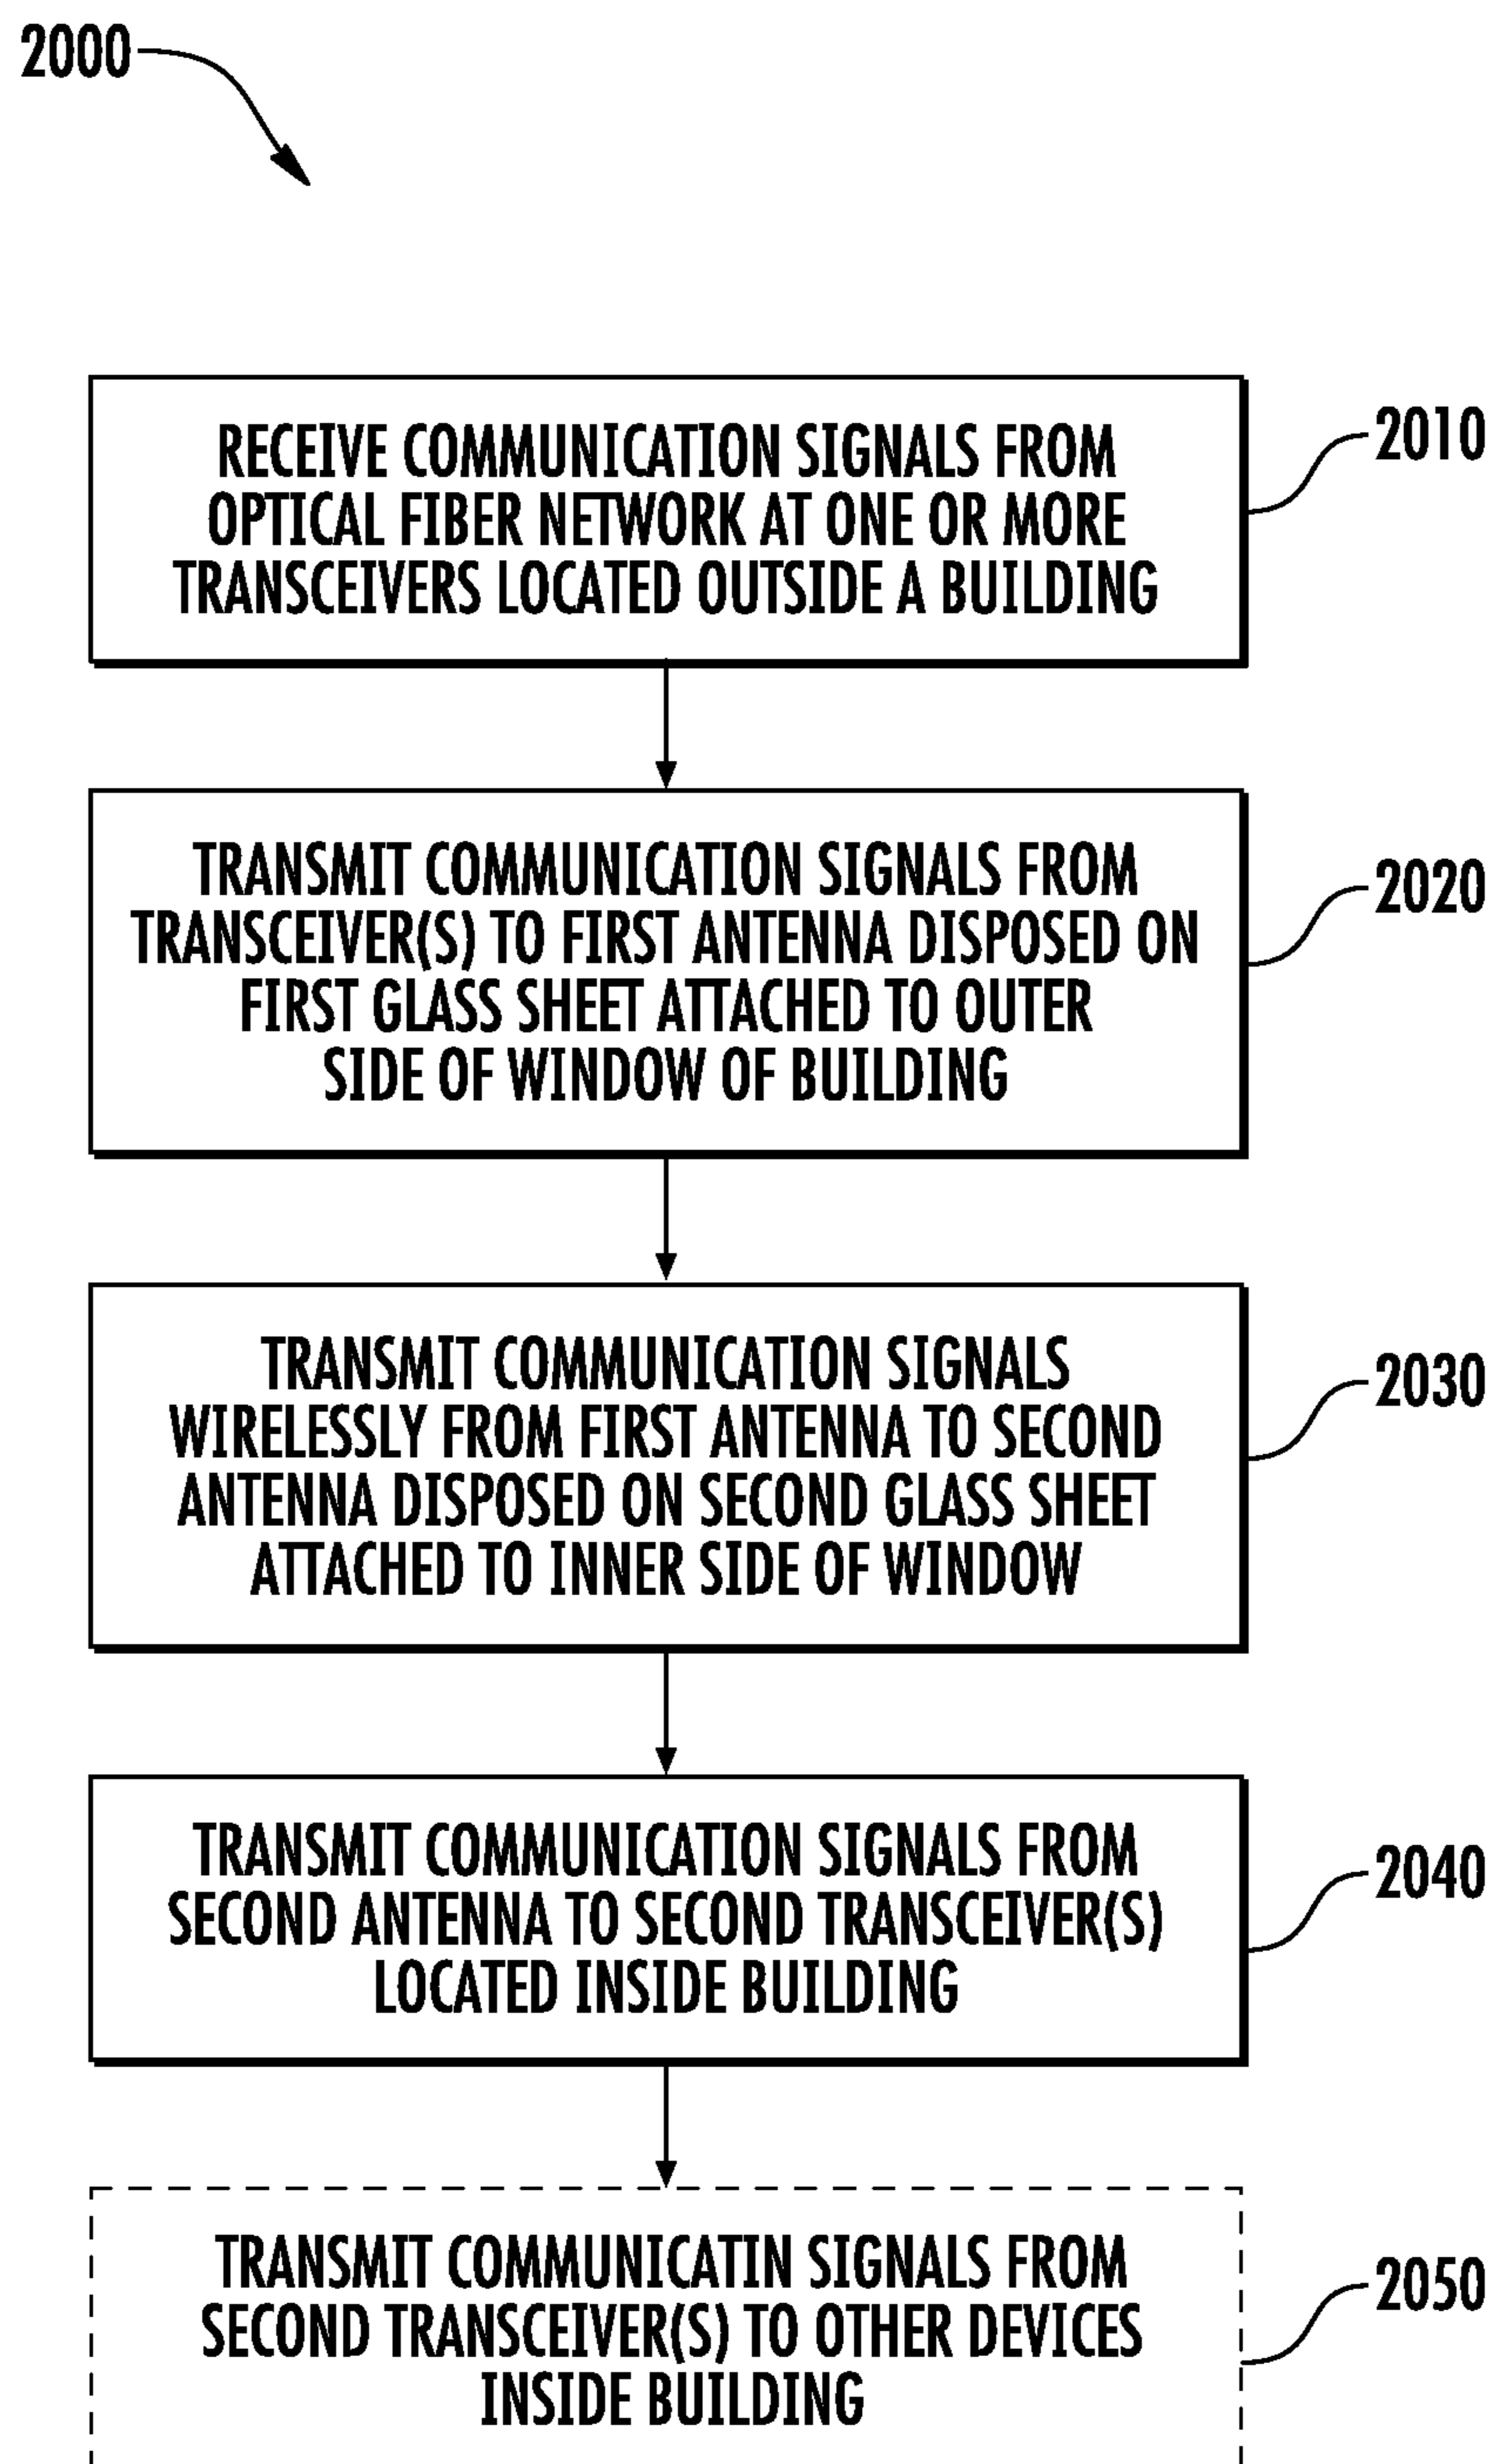 2000
RECEIVE COMMUNICATION SIGNALS FROM
OPTICAL FIBER NETWORK AT ONE OR MORE
TRANSCEIVERS LOCATED OUTSIDE A BUILDING
2010
TRANSMIT COMMUNICATION SIGNALS FROM
TRANSCEIVER(S) TO FIRST ANTENNA DISPOSED ON
FIRST GLASS SHEET ATTACHED TO OUTER
SIDE OF WINDOW OF BUILDING
2020
TRANSMIT COMMUNICATION SIGNALS
WIRELESSLY FROM FIRST ANTENNA TO SECOND
ANTENNA DISPOSED ON SECOND GLASS SHEET
ATTACHED TO INNER SIDE OF WINDOW
2030
TRANSMIT COMMUNICATION SIGNALS FROM
SECOND ANTENNA TO SECOND TRANSCEIVER(S)
LOCATED INSIDE BUILDING
2040
TRANSMIT COMMUNICATIN SIGNALS FROM
SECOND TRANSCEIVER(S) TO OTHER DEVICES
INSIDE BUILDING
2050